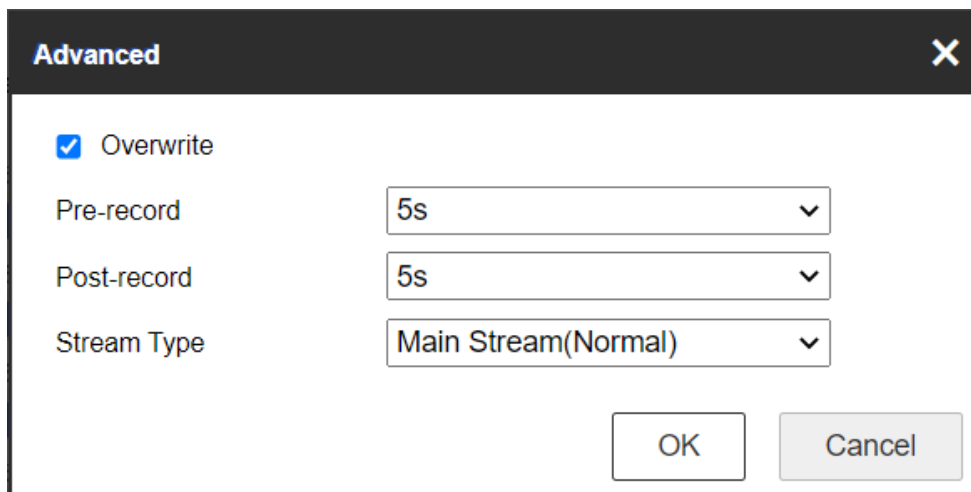 Advanced
Overwrite
Pre-record 5s
Post-record 5s
Stream Type Main Stream(Normal)
OK Cancel